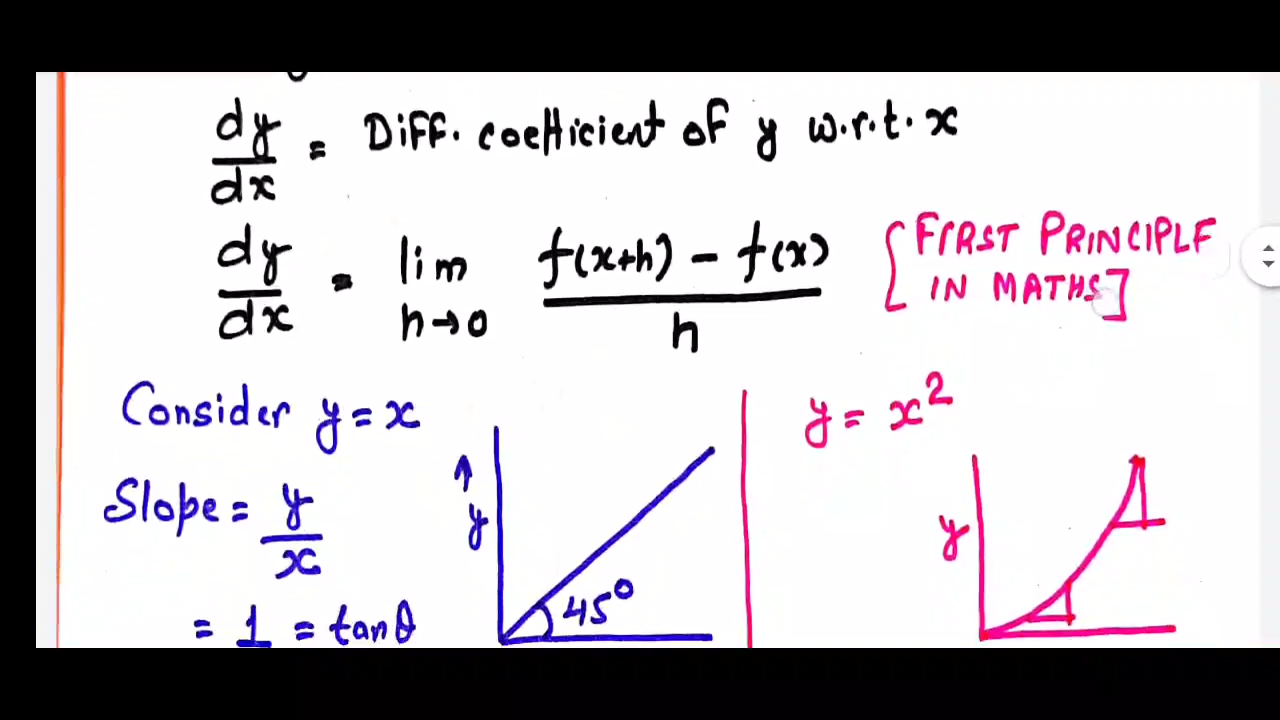 dy/dx = Diff. coefficient of y w.r.t. x
dy/dx = lim h→0 f(x+h) - f(x) / h [FIRST PRINCIPLE
IN MATHS]
Consider y = x
Slope = y/x
= 1 = tanθ
↑ y
45°
y = x²
y